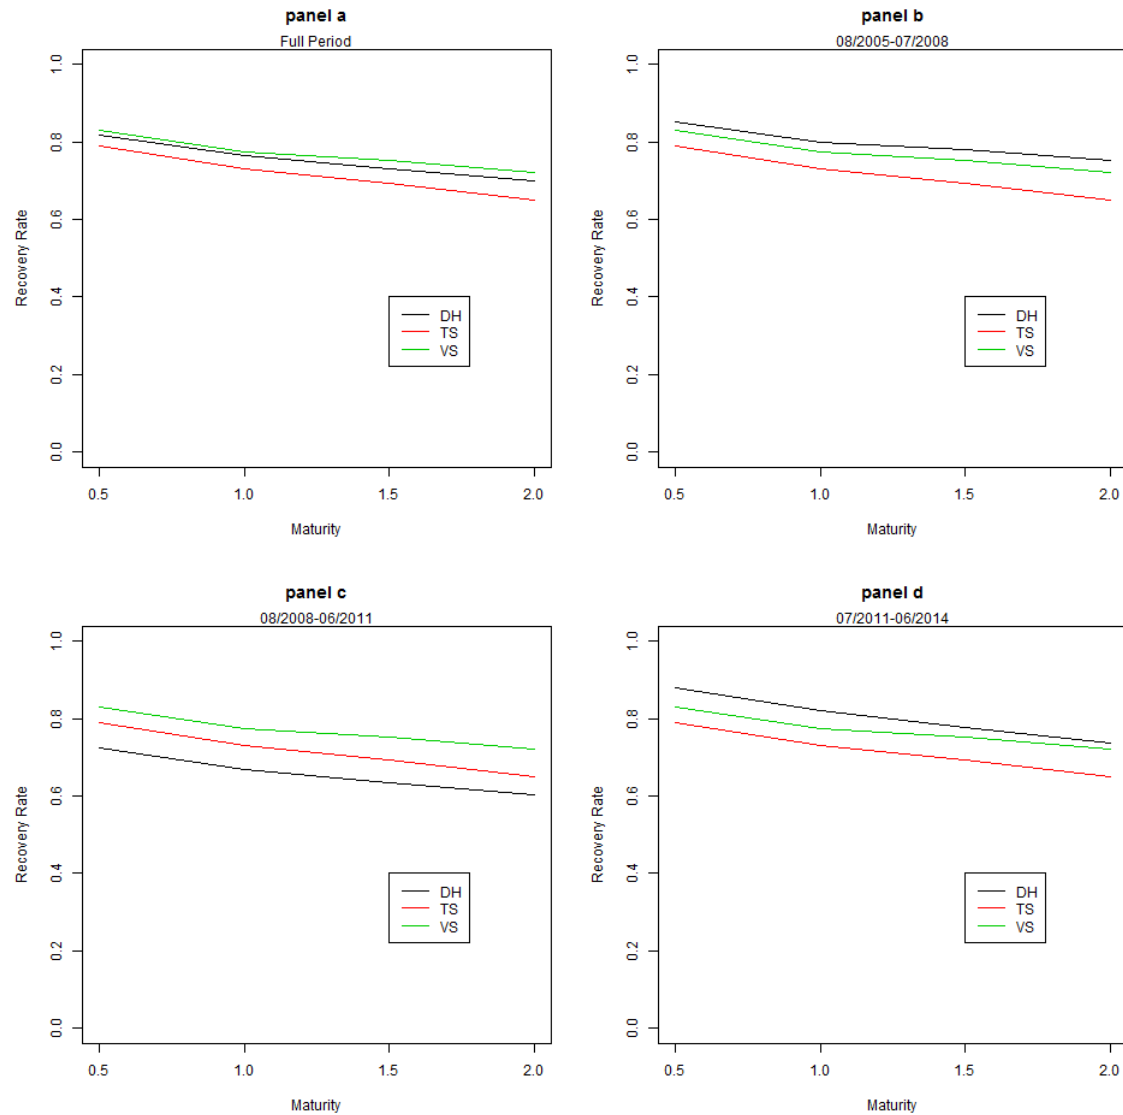 panel a
Full Period
1.0
0.8
0.6
0.4
0.2
0.0
Recovery Rate
DH
TS
VS
0.5 1.0 1.5 2.0
Maturity
panel b
08/2005-07/2008
1.0
0.8
0.6
0.4
0.2
0.0
Recovery Rate
DH
TS
VS
0.5 1.0 1.5 2.0
Maturity
panel c
08/2008-06/2011
1.0
0.8
0.6
0.4
0.2
0.0
Recovery Rate
DH
TS
VS
0.5 1.0 1.5 2.0
Maturity
panel d
07/2011-06/2014
1.0
0.8
0.6
0.4
0.2
0.0
Recovery Rate
DH
TS
VS
0.5 1.0 1.5 2.0
Maturity